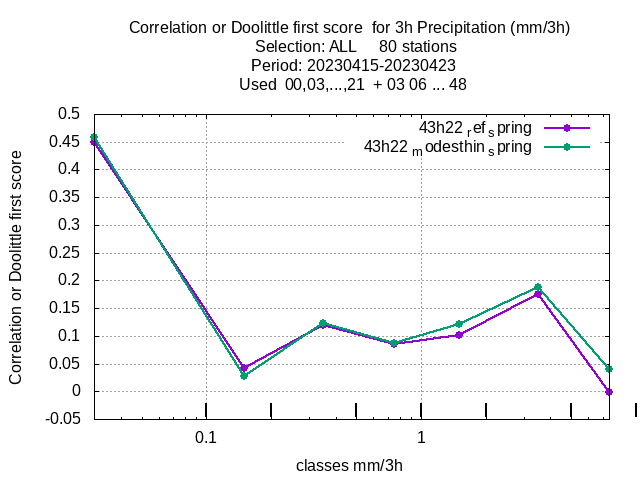 Correlation or Doolittle first score for 3h Precipitation (mm/3h)
Selection: ALL 80 stations
Period: 20230415-20230423
Used 00,03,...,21 + 03 06 ... 48
43h22 ref spring
43h22 modesthin spring
0.5
0.45
0.4
0.35
0.3
0.25
0.2
0.15
0.1
0.05
0
-0.05
Correlation or Doolittle first score
0.1 1
classes mm/3h